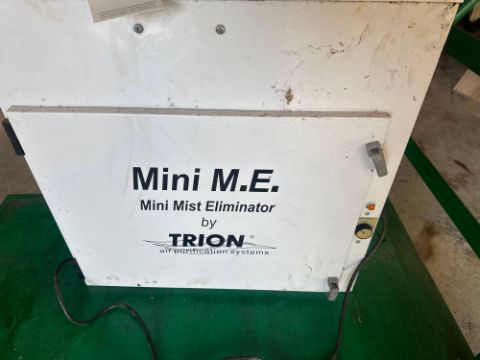 Mini M.E.
Mini Mist Eliminator
by
TRION®
air purification systems